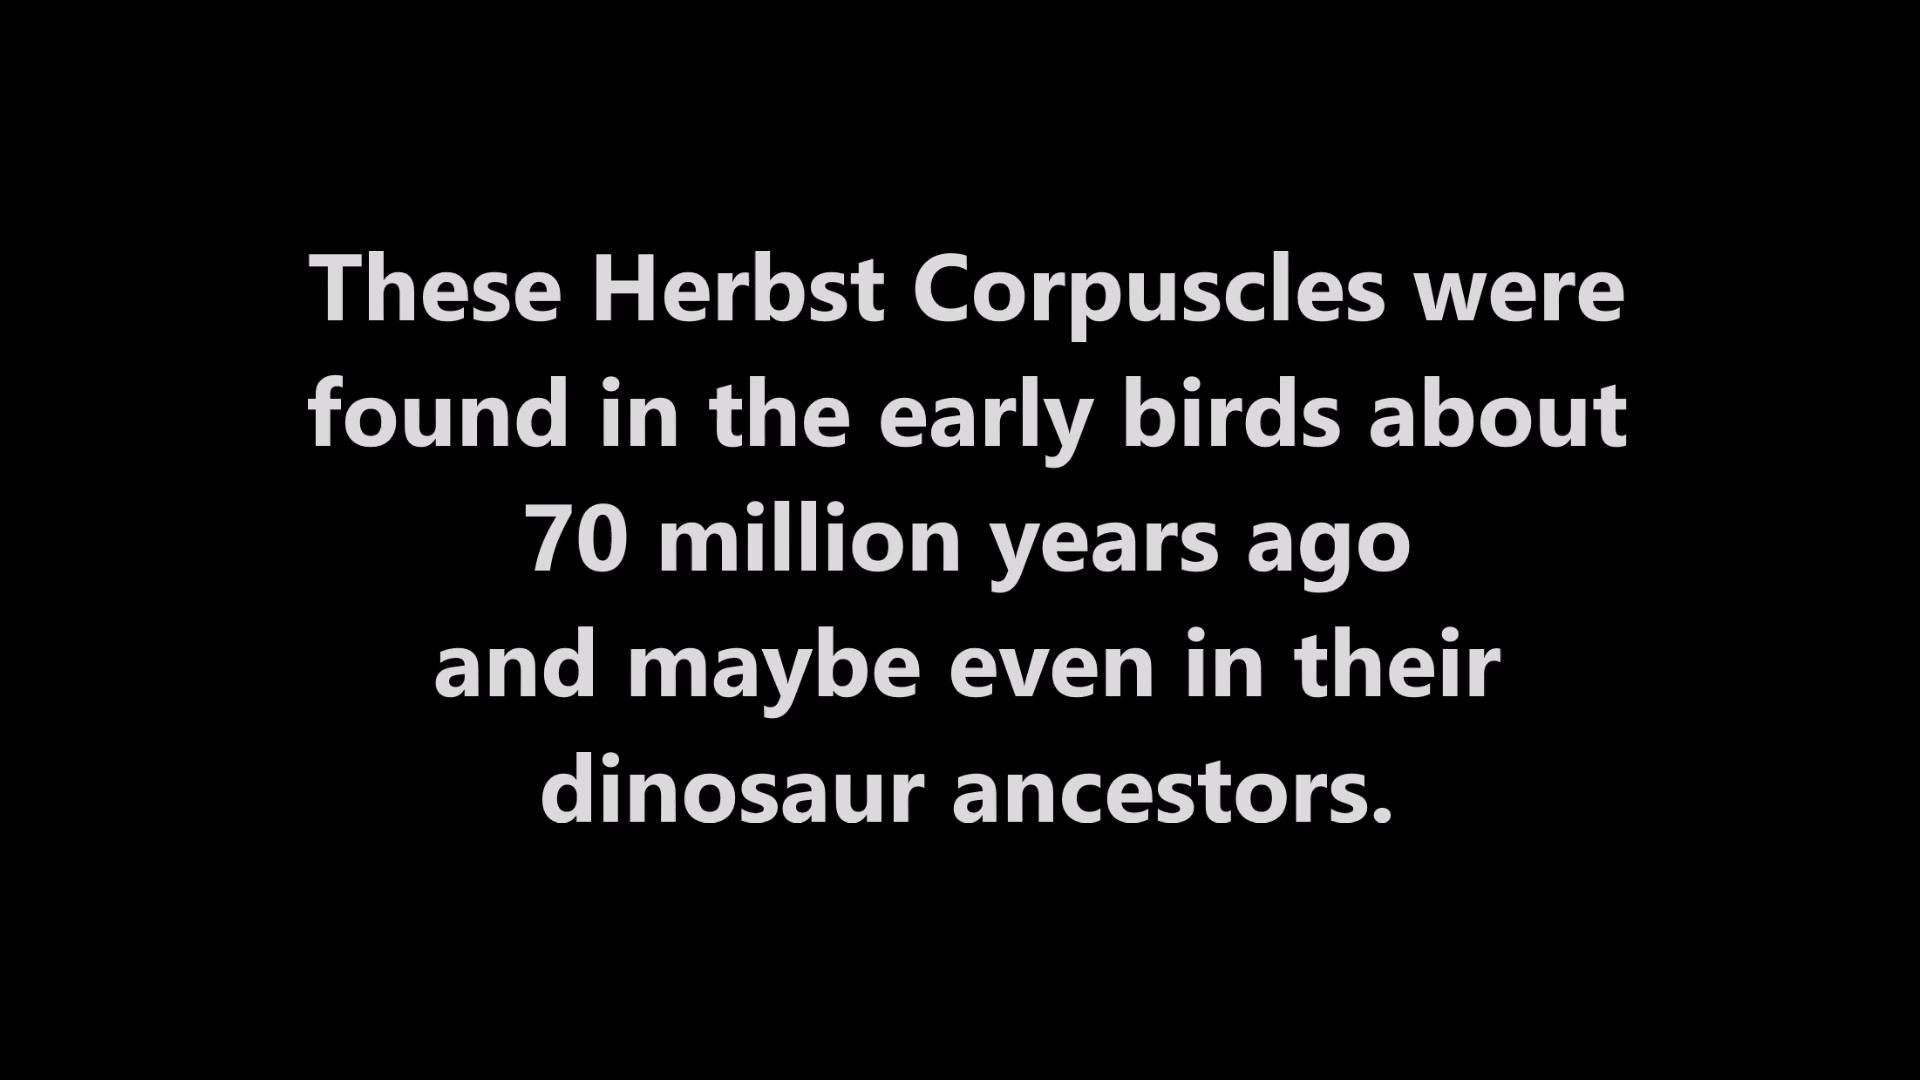 These Herbst Corpuscles were
found in the early birds about
70 million years ago
and maybe even in their
dinosaur ancestors.